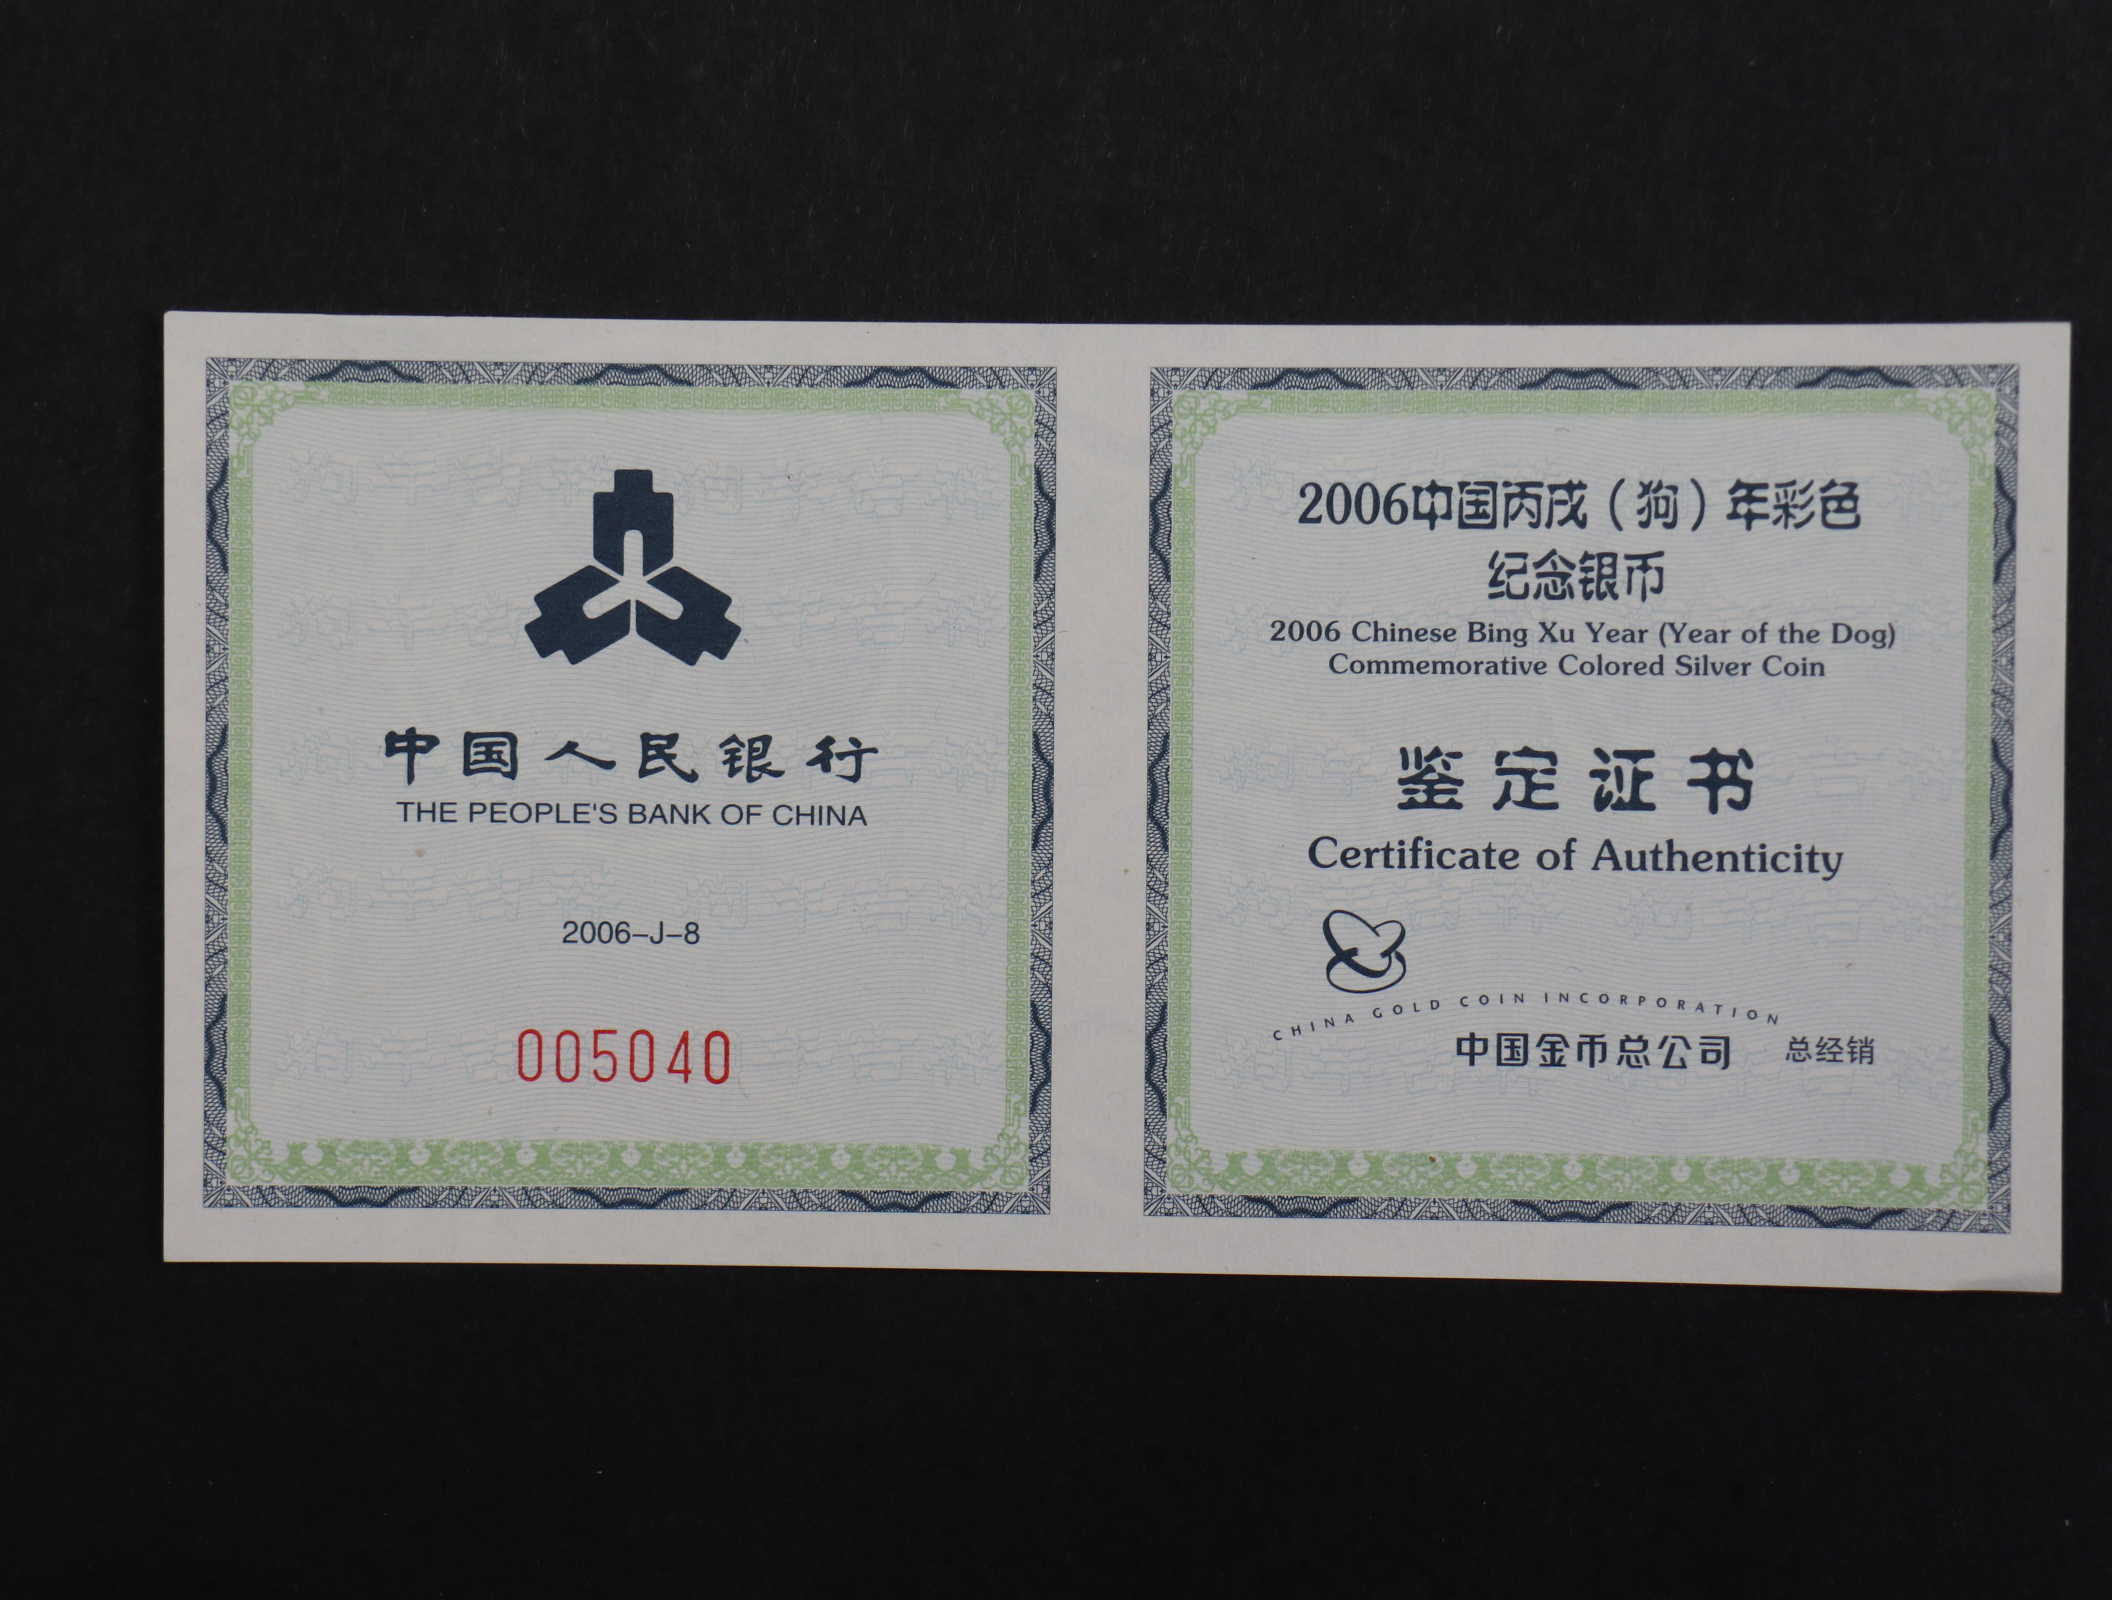 中国人民银行
THE PEOPLE'S BANK OF CHINA
2006–J–8
005040
2006中国丙戌（狗）年彩色
纪念银币
2006 Chinese Bing Xu Year (Year of the Dog)
Commemorative Colored Silver Coin
鉴定证书
Certificate of Authenticity
CHINA GOLD COIN INCORPORATION
中国金币总公司 总经销